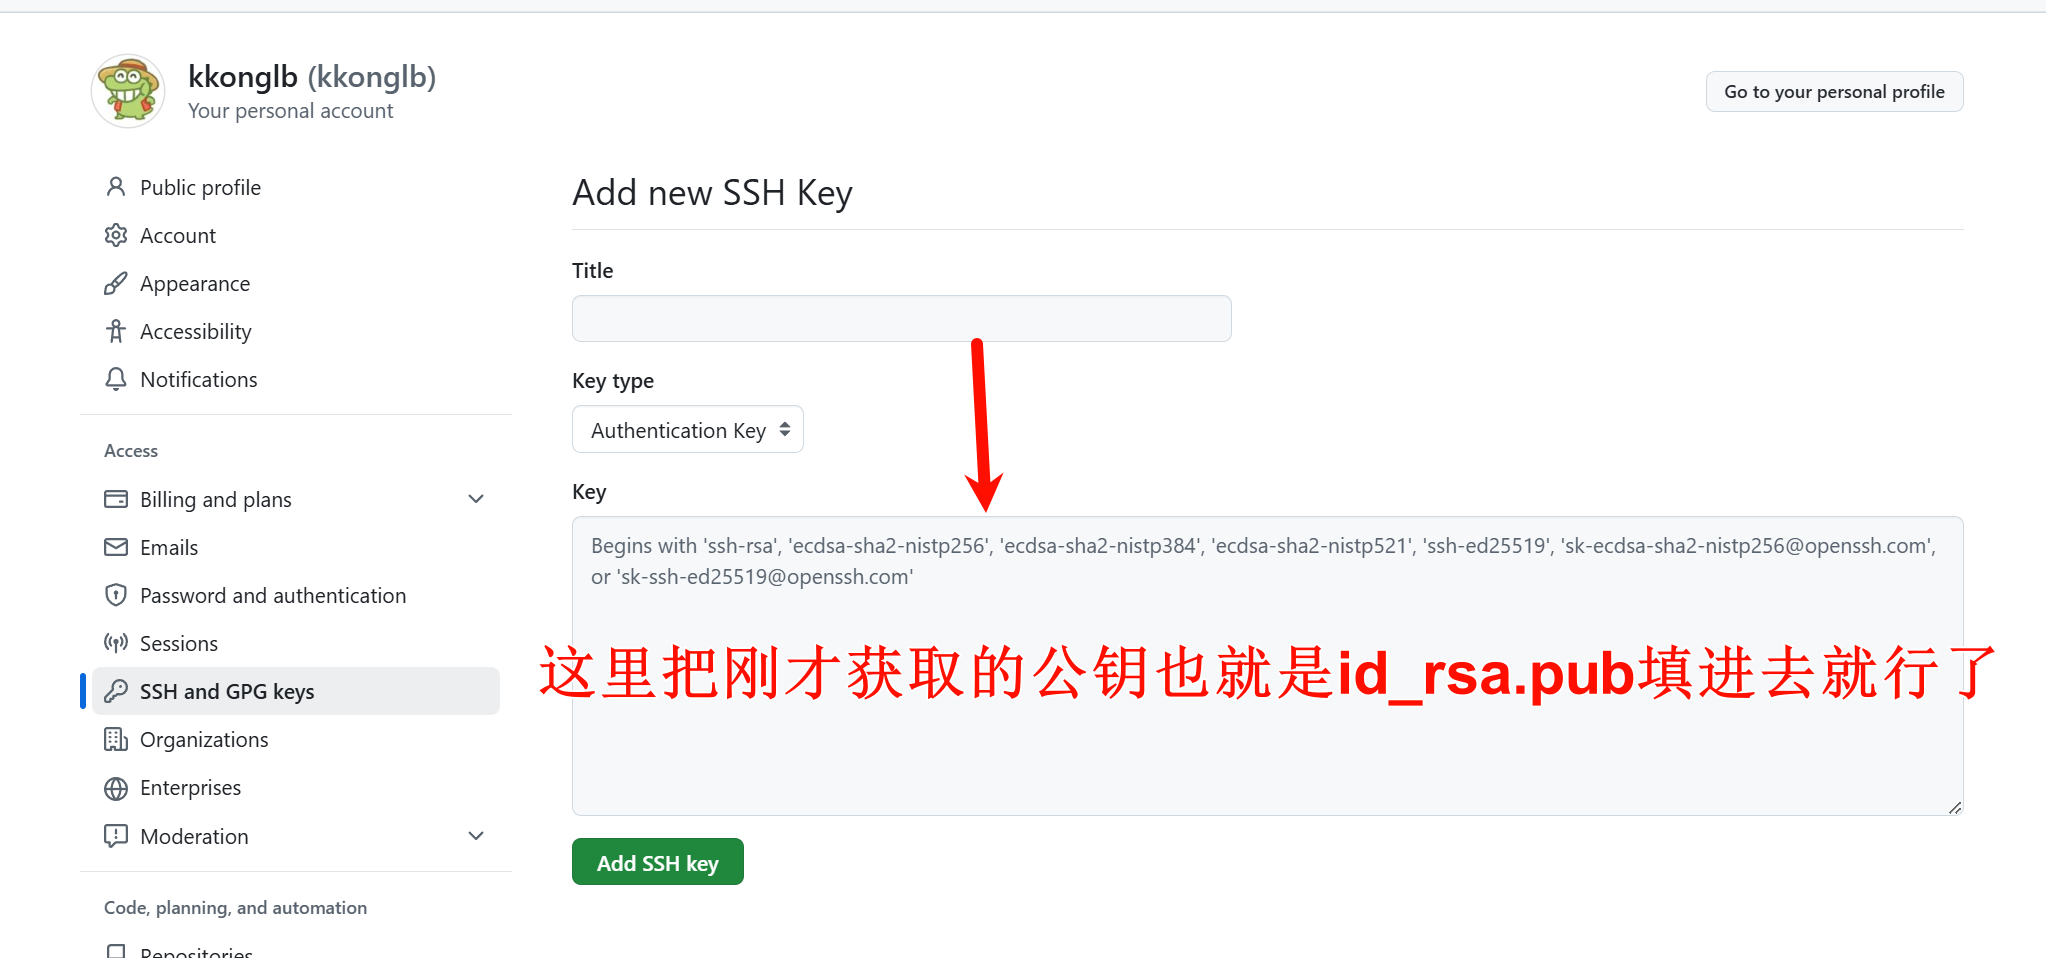 kkonglb (kkonglb)
Your personal account
Go to your personal profile
Public profile
Account
Appearance
Accessibility
Notifications
Access
Billing and plans
Emails
Password and authentication
Sessions
SSH and GPG keys
Organizations
Enterprises
Moderation
Code, planning, and automation
Repositories
Add new SSH Key
Title
Key type
Authentication Key
Key
Begins with 'ssh-rsa', 'ecdsa-sha2-nistp256', 'ecdsa-sha2-nistp384', 'ecdsa-sha2-nistp521', 'ssh-ed25519', 'sk-ecdsa-sha2-nistp256@openssh.com',
or 'sk-ssh-ed25519@openssh.com'
这里把刚才获取的公钥也就是id_rsa.pub填进去就行了
Add SSH key